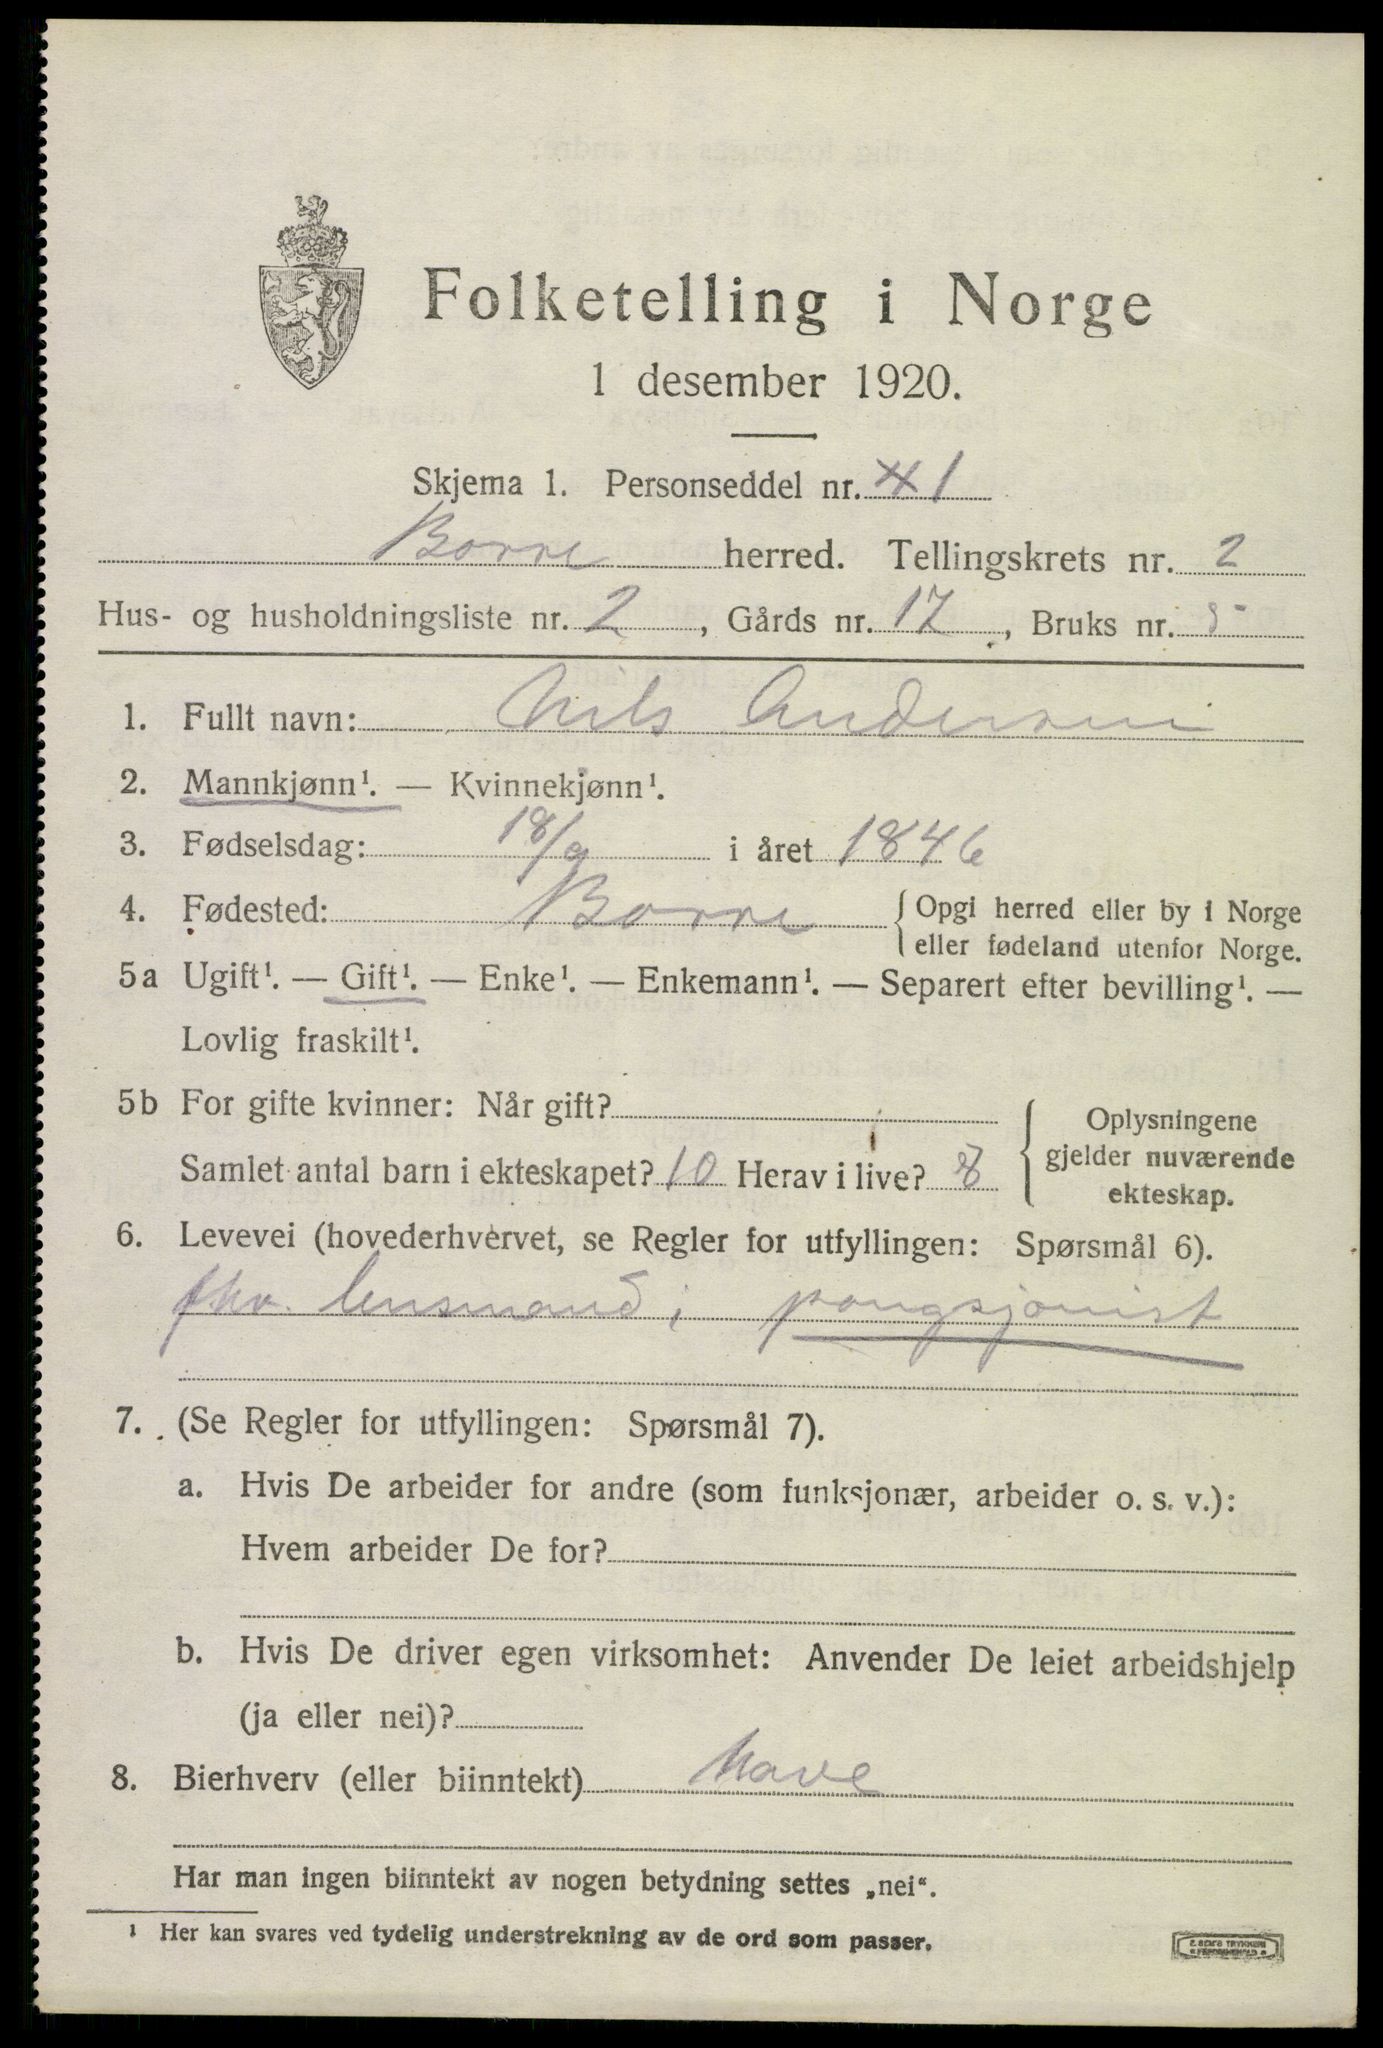 Folketelling i Norge
1 desember 1920.
Skjema 1. Personseddel nr. 1
Borre herred. Tellingskrets nr. 2
Hus- og husholdningsliste nr. 2, Gårds nr. 17, Bruks nr. 5
1. Fullt navn: Nils Andersen
2. Mannkjønn¹. — Kvinnekjønn¹.
3. Fødselsdag: 18/9 i året 1846
4. Fødested: Borre { Opgi herred eller by i Norge
eller fødeland utenfor Norge.
5a Ugift¹. — Gift¹. — Enke¹. — Enkemann¹. — Separert efter bevilling¹. —
Lovlig fraskilt¹.
5b For gifte kvinner: Når gift?
Samlet antal barn i ekteskapet? 10 Herav i live? 8
{ Oplysningene
gjelder nuværende
ekteskap.
6. Levevei (hovederhvervet, se Regler for utfyllingen: Spørsmål 6).
fhv. lensmand, pangsjonist
7. (Se Regler for utfyllingen: Spørsmål 7).
a. Hvis De arbeider for andre (som funksjonær, arbeider o. s. v.):
Hvem arbeider De for?
b. Hvis De driver egen virksomhet: Anvender De leiet arbeidshjelp
(ja eller nei)?
8. Bierhverv (eller biinntekt) Have
Har man ingen biinntekt av nogen betydning settes „nei“.
¹ Her kan svares ved tydelig understrekning av de ord som passer.